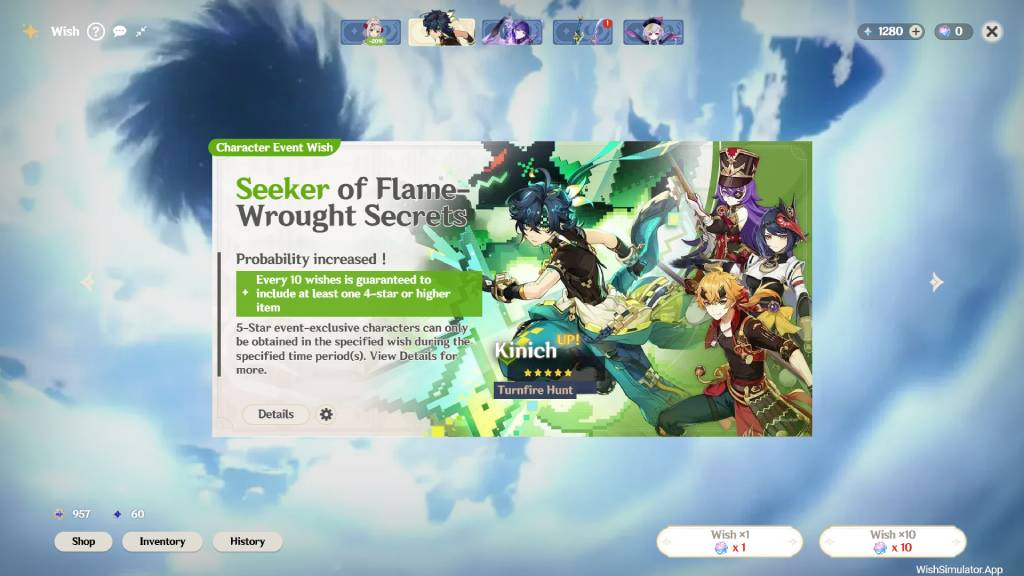 Wish ?
-20%
!
1280 +
0
Character Event Wish
Seeker of Flame-
Wrought Secrets
Probability increased !
Every 10 wishes is guaranteed to
include at least one 4-star or higher
item
5-Star event-exclusive characters can only
be obtained in the specified wish during the
specified time period(s). View Details for
more.
Kinich UP!
Turnfire Hunt
Details
957
60
Shop
Inventory
History
Wish ×1
x 1
Wish ×10
x 10
WishSimulator.App